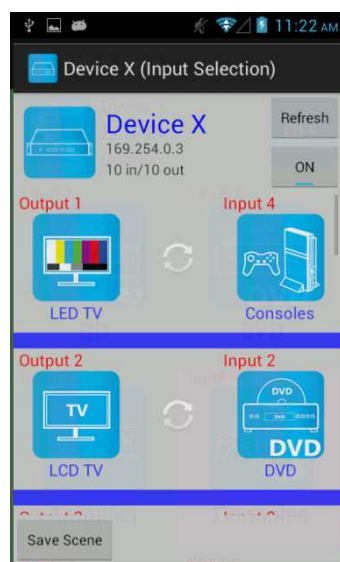 11:22 AM
Device X (Input Selection)
Device X
169.254.0.3
10 in/10 out
Refresh
ON
Output 1
Input 4
LED TV
Consoles
Output 2
Input 2
TV
DVD
DVD
LCD TV
DVD
Save Scene